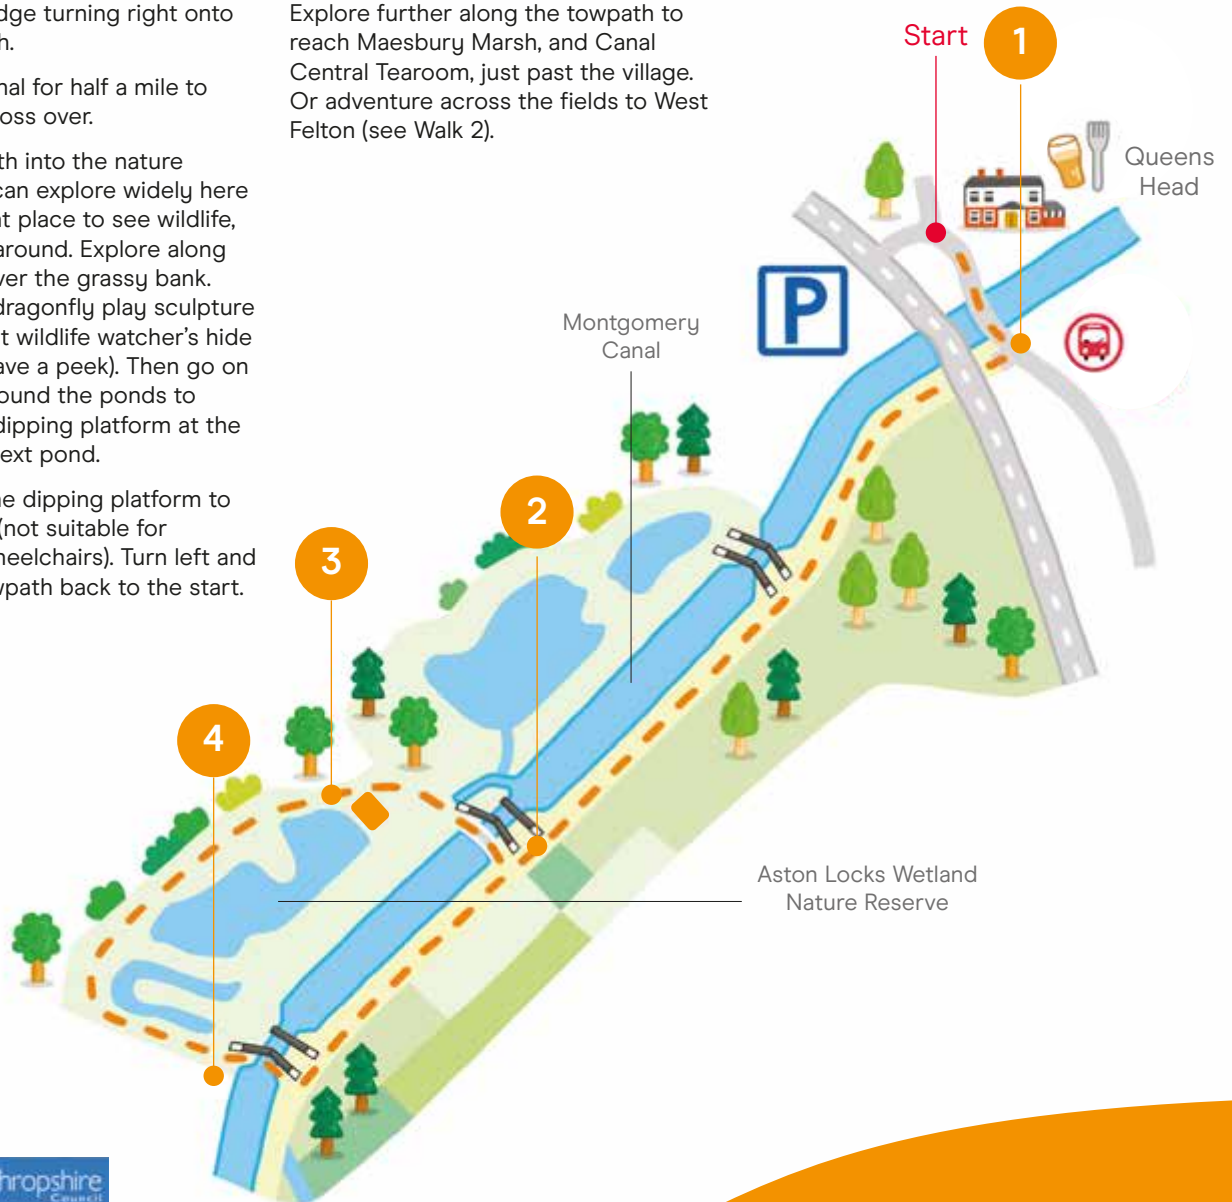 dge turning right onto
h.
nal for half a mile to
oss over.
th into the nature
can explore widely here
at place to see wildlife,
around. Explore along
ver the grassy bank.
dragonfly play sculpture
t wildlife watcher's hide
ave a peek). Then go on
ound the ponds to
dipping platform at the
ext pond.
ne dipping platform to
(not suitable for
heelchairs). Turn left and
wpath back to the start.
Explore further along the towpath to
reach Maesbury Marsh, and Canal
Central Tearoom, just past the village.
Or adventure across the fields to West
Felton (see Walk 2).
Start
1
Queens
Head
P
Montgomery
Canal
2
3
4
Aston Locks Wetland
Nature Reserve
hropshire
Council